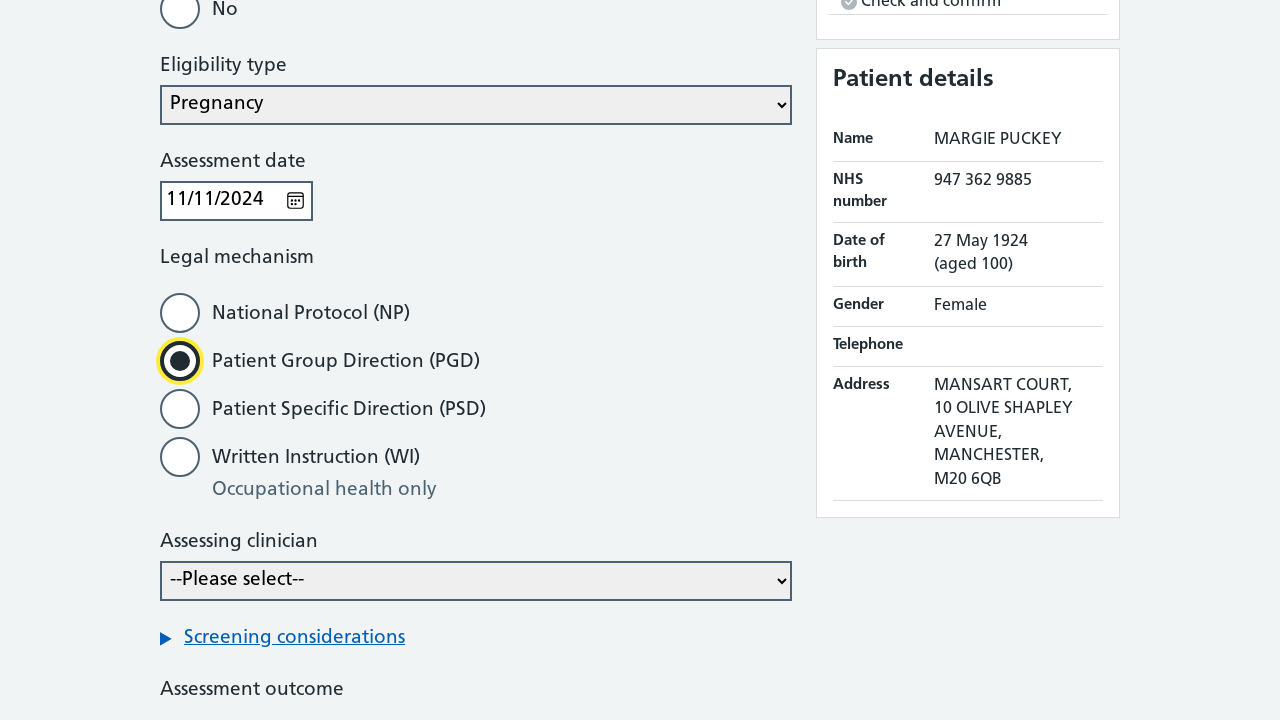 No
Eligibility type
Pregnancy
Assessment date
11/11/2024
Legal mechanism
National Protocol (NP)
Patient Group Direction (PGD)
Patient Specific Direction (PSD)
Written Instruction (WI)
Occupational health only
Assessing clinician
--Please select--
Screening considerations
Assessment outcome
Check and confirm
Patient details
Name MARGIE PUCKEY
NHS number 947 362 9885
Date of birth 27 May 1924
(aged 100)
Gender Female
Telephone
Address MANSART COURT,
10 OLIVE SHAPLEY
AVENUE,
MANCHESTER,
M20 6QB